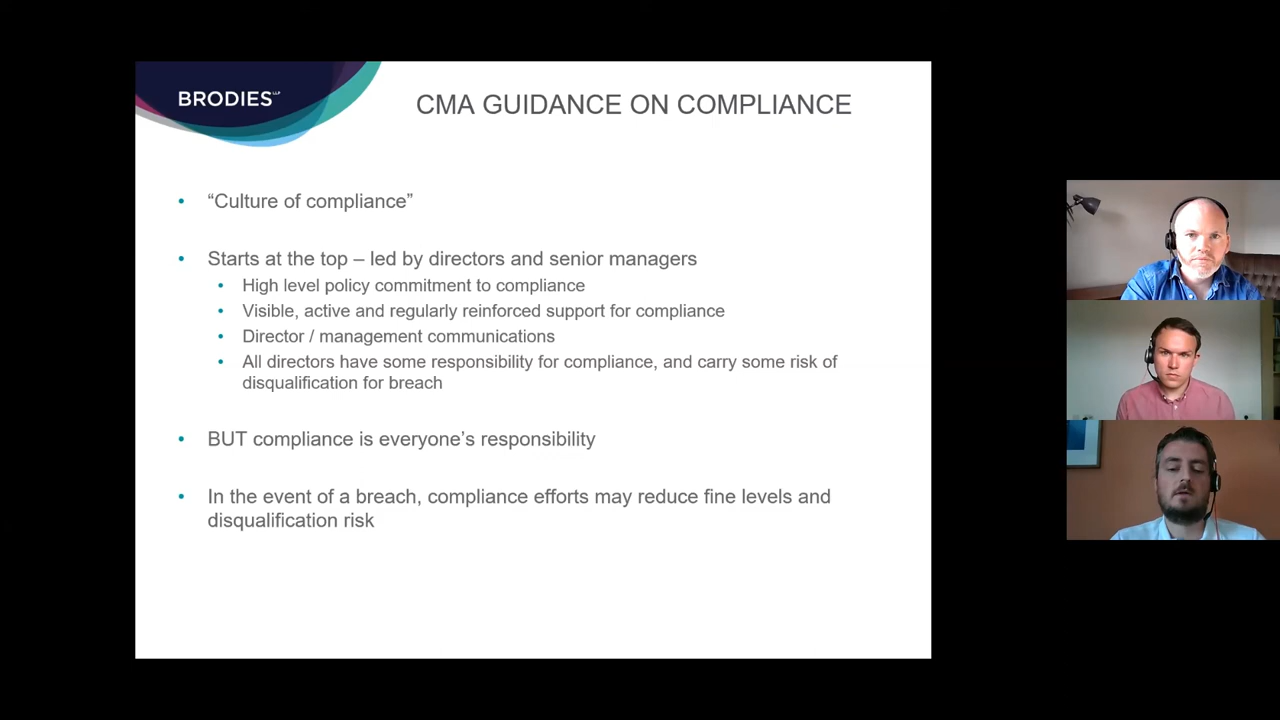 BRODIES LLP
CMA GUIDANCE ON COMPLIANCE
• “Culture of compliance”
• Starts at the top – led by directors and senior managers
• High level policy commitment to compliance
• Visible, active and regularly reinforced support for compliance
• Director / management communications
• All directors have some responsibility for compliance, and carry some risk of
disqualification for breach
• BUT compliance is everyone’s responsibility
• In the event of a breach, compliance efforts may reduce fine levels and
disqualification risk